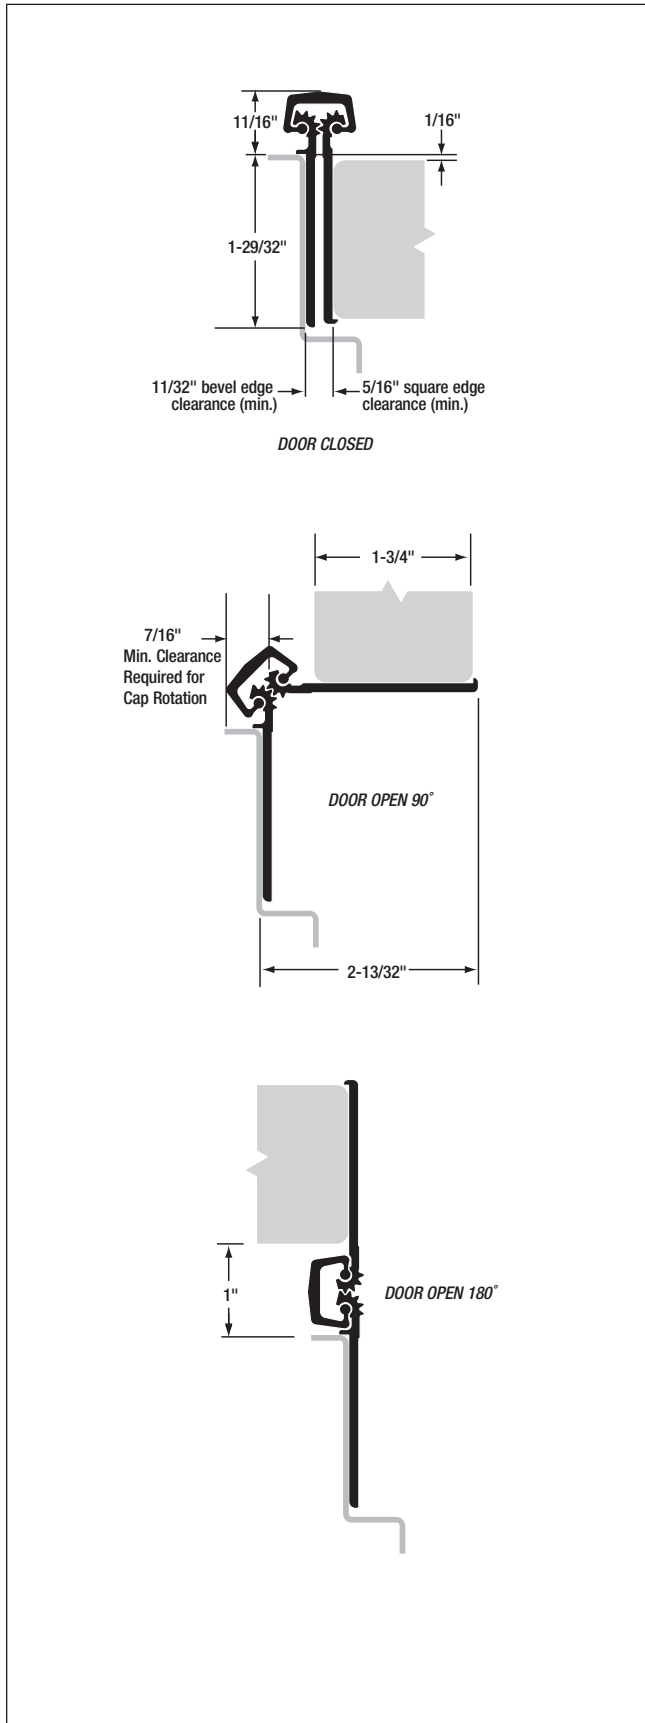 11/16"
1/16"
1-29/32"
11/32" bevel edge
clearance (min.)
5/16" square edge
clearance (min.)
DOOR CLOSED
1-3/4"
7/16"
Min. Clearance
Required for
Cap Rotation
DOOR OPEN 90°
2-13/32"
1"
DOOR OPEN 180°